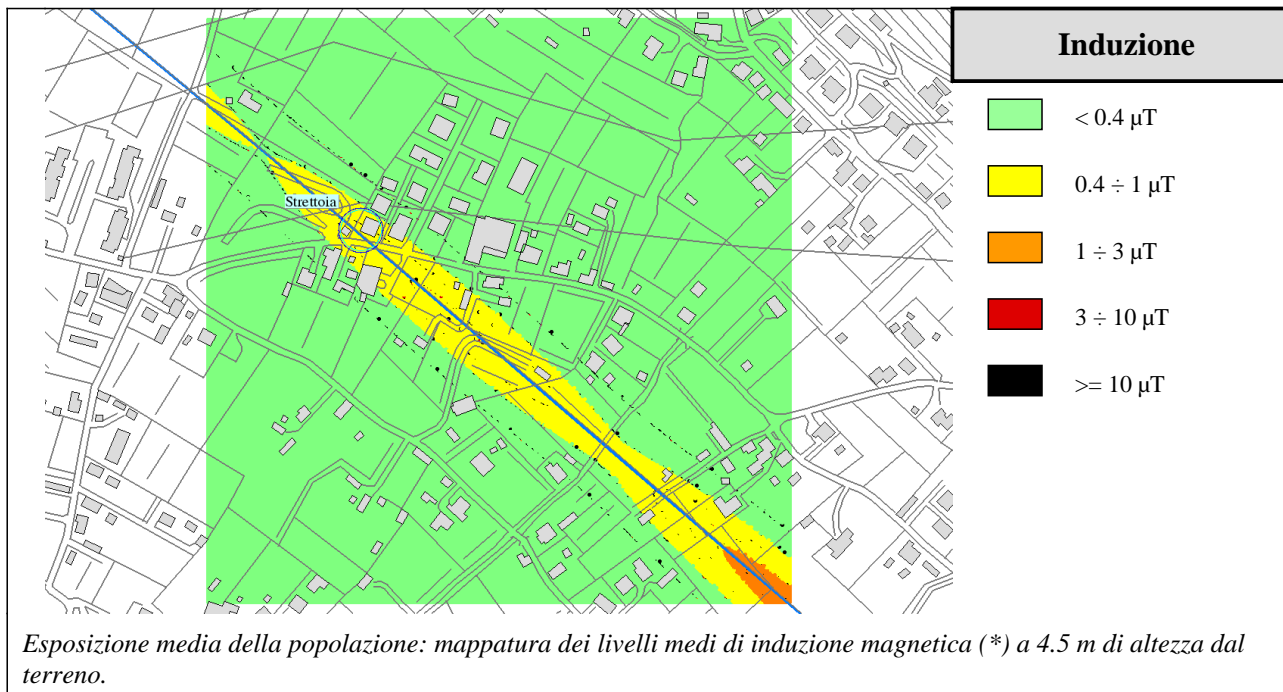 Induzione
< 0.4 µT
0.4 ÷ 1 µT
1 ÷ 3 µT
3 ÷ 10 µT
>= 10 µT
Strettoia
Esposizione media della popolazione: mappatura dei livelli medi di induzione magnetica (*) a 4.5 m di altezza dal
terreno.